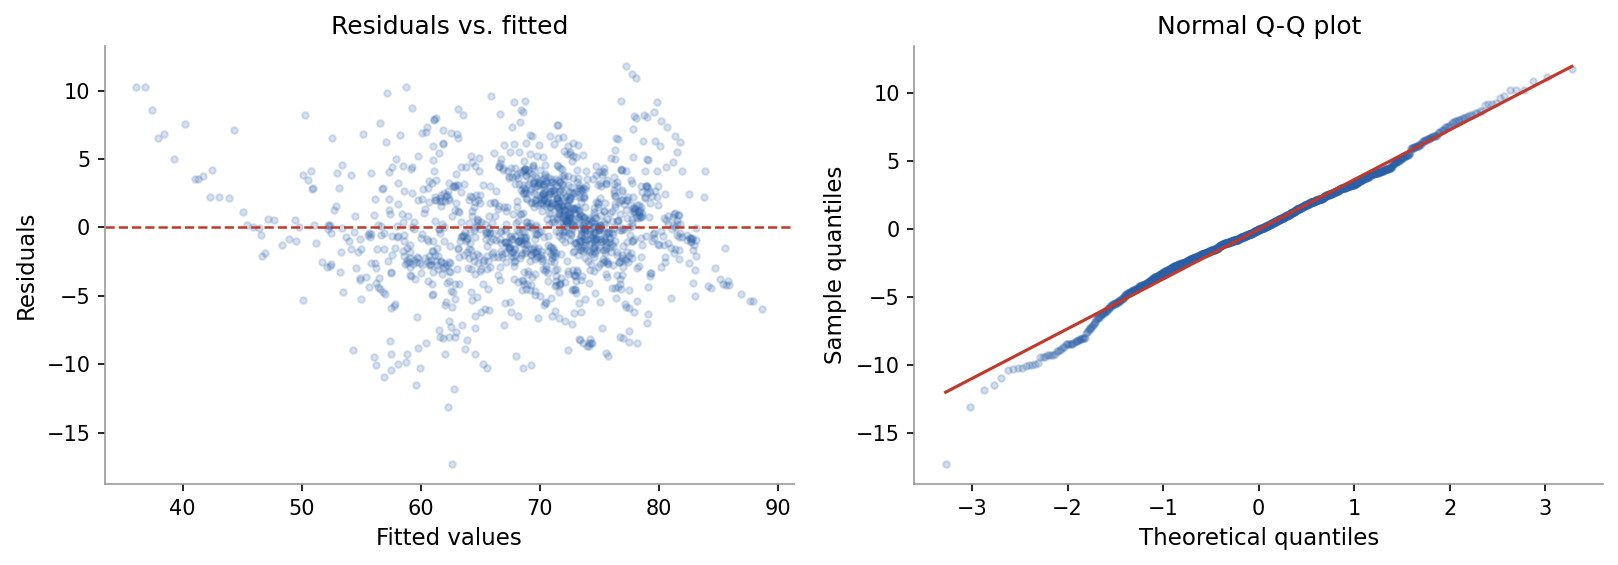 Residuals vs. fitted
10
5
0
−5
−10
−15
Residuals
40 50 60 70 80 90
Fitted values
Normal Q-Q plot
10
5
0
−5
−10
−15
Sample quantiles
−3 −2 −1 0 1 2 3
Theoretical quantiles